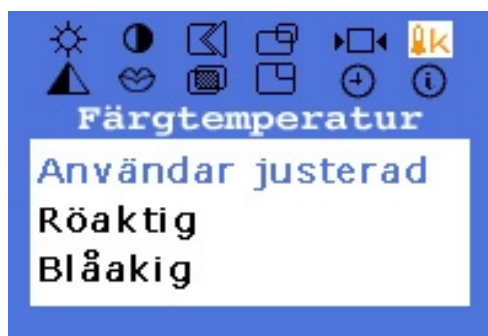 k
Färgtemperatur
Användar justerad
Röaktig
Blåakig